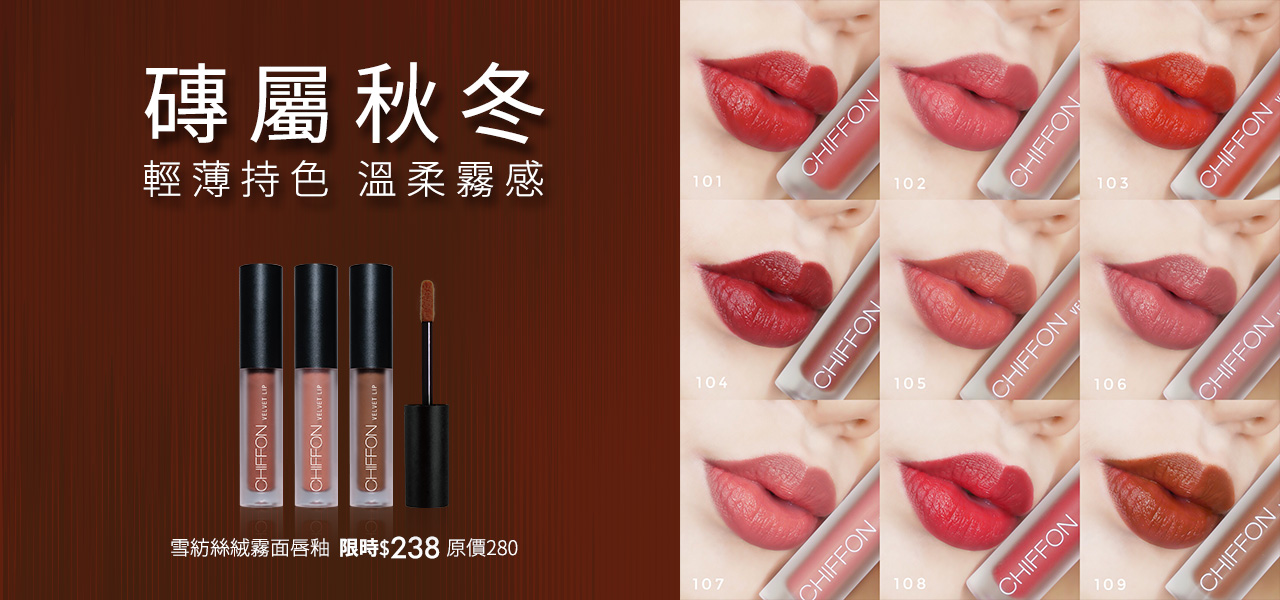 磚屬秋冬
輕薄持色 溫柔霧感
CHIFFON VELVET LIP
CHIFFON VELVET LIP
CHIFFON VELVET LIP
雪紡絲絨霧面唇釉 限時$238 原價280
101
CHIFFON
102
CHIFFON
103
CHIFFON
104
CHIFFON
105
CHIFFON
106
CHIFFON
107
CHIFFON
108
CHIFFON
109
CHIFFON